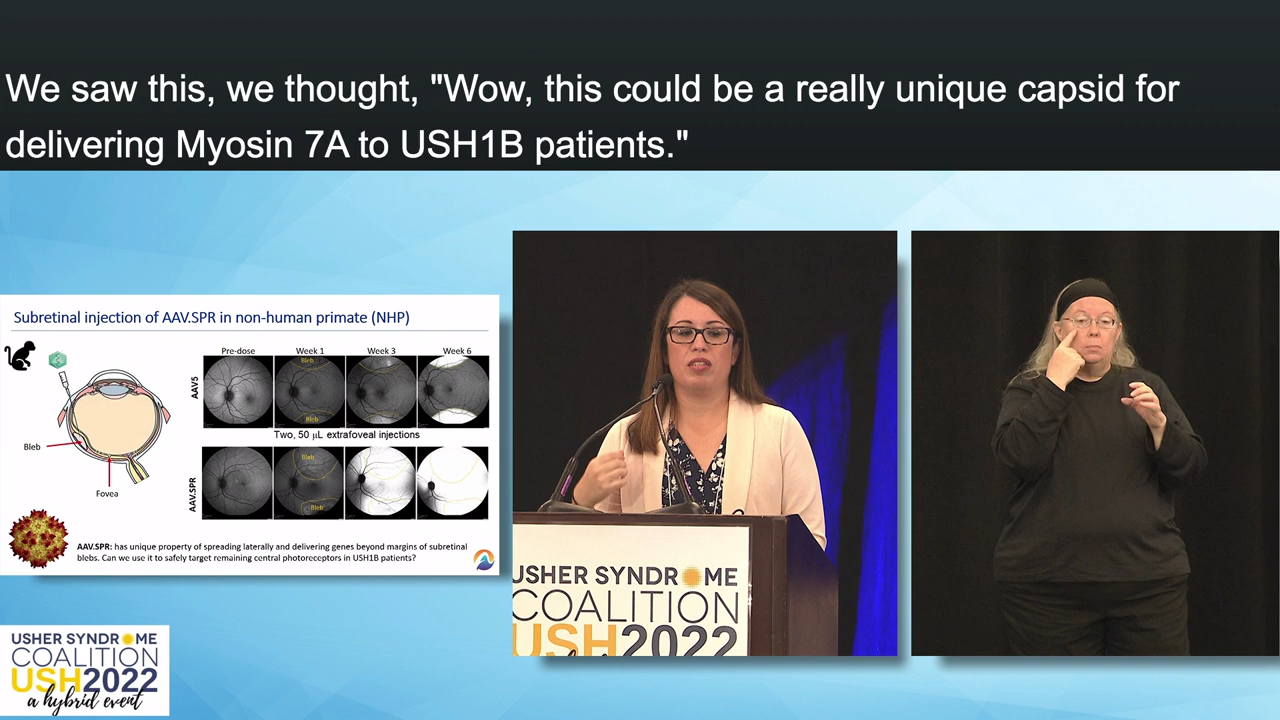 We saw this, we thought, "Wow, this could be a really unique capsid for
delivering Myosin 7A to USH1B patients."
Subretinal injection of AAV.SPR in non-human primate (NHP)
Pre-dose Week 1 Week 3 Week 6
Bleb
AAV5
Bleb
Two, 50 μL extrafoveal injections
Bleb
Bleb
AAV.SPR
Bleb
Fovea
AAV.SPR: has unique property of spreading laterally and delivering genes beyond margins of subretinal
blebs. Can we use it to safely target remaining central photoreceptors in USH1B patients?
USHER SYNDROME
COALITION
USH2022
USHER SYNDROME
COALITION
USH2022
a hybrid event